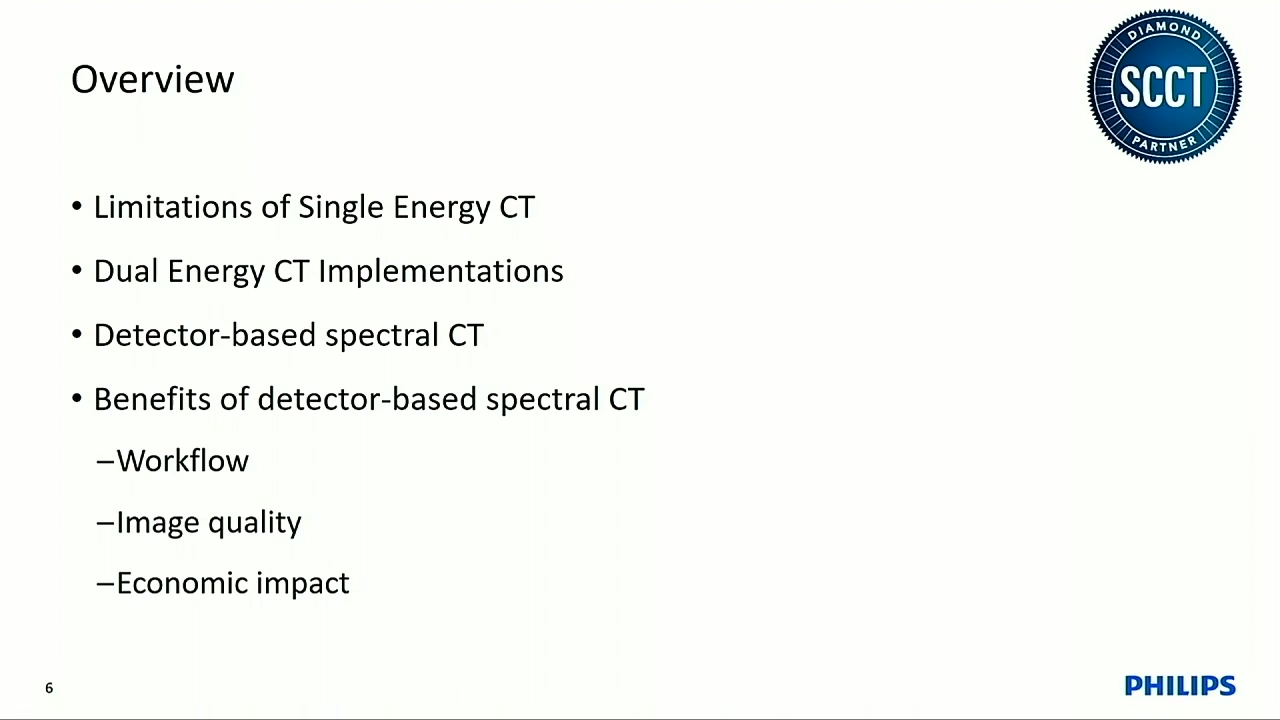 Overview
DIAMOND
SCCT
PARTNER
• Limitations of Single Energy CT
• Dual Energy CT Implementations
• Detector-based spectral CT
• Benefits of detector-based spectral CT
–Workflow
–Image quality
–Economic impact
6
PHILIPS